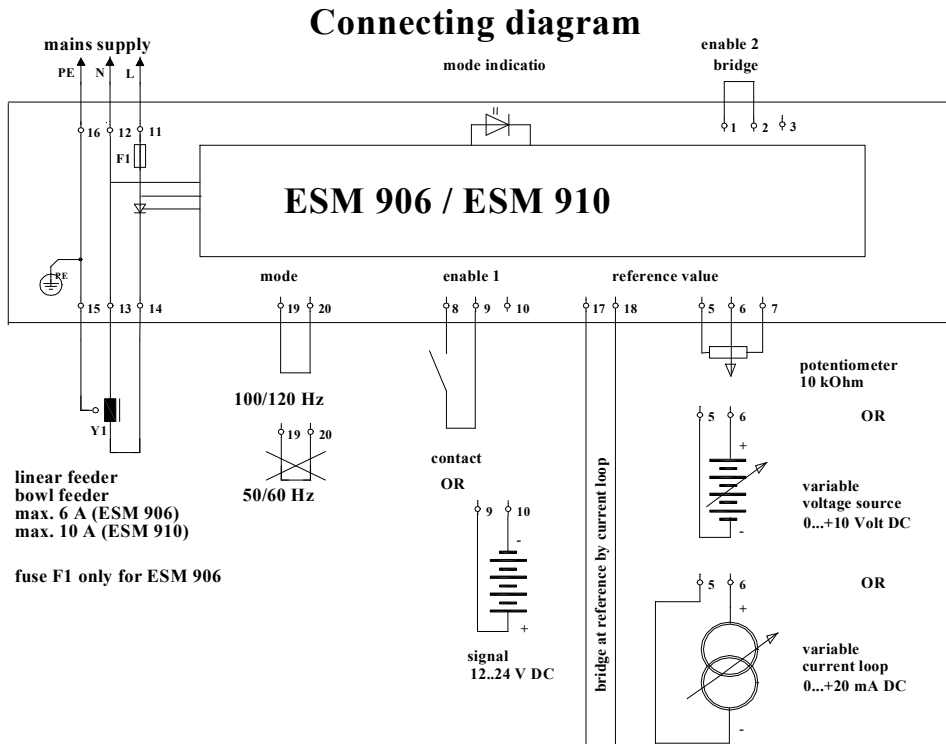 Connecting diagram
mains supply
PE N L
mode indicatio
enable 2
bridge
16 12 11
1 2 3
F1
ESM 906 / ESM 910
PE
mode
enable 1
reference value
15 13 14
19 20
8 9 10
17 18
5 6 7
potentiometer
10 kOhm
100/120 Hz
Y1
19 20
50/60 Hz
linear feeder
bowl feeder
max. 6 A (ESM 906)
max. 10 A (ESM 910)
fuse F1 only for ESM 906
contact
OR
9 10
-
+
signal
12..24 V DC
bridge at reference by current loop
5 6
OR
+
-
variable
voltage source
0...+10 Volt DC
5 6
OR
+
-
variable
current loop
0...+20 mA DC